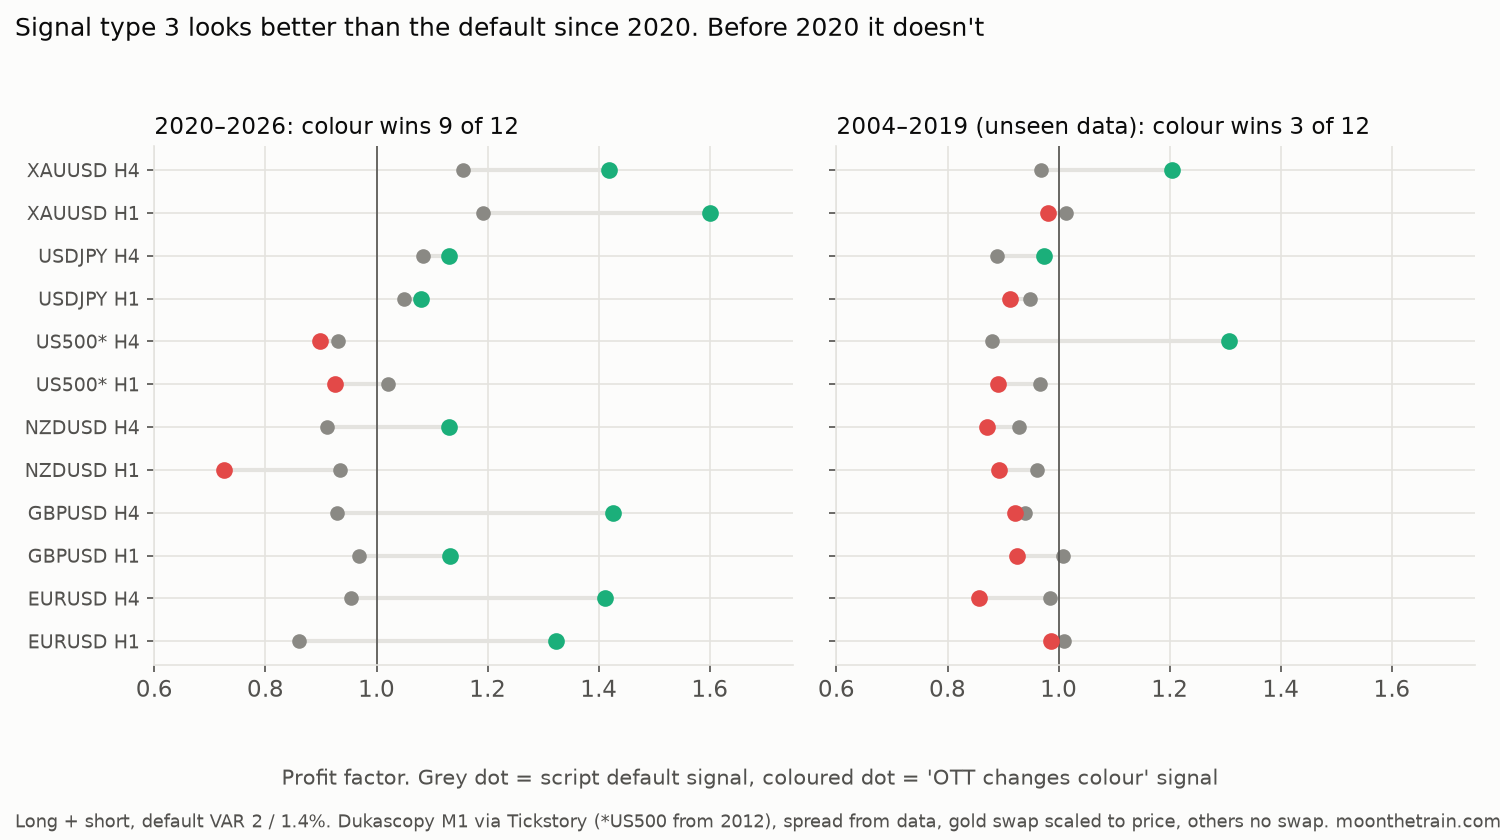 Signal type 3 looks better than the default since 2020. Before 2020 it doesn't
2020–2026: colour wins 9 of 12
XAUUSD H4
XAUUSD H1
USDJPY H4
USDJPY H1
US500* H4
US500* H1
NZDUSD H4
NZDUSD H1
GBPUSD H4
GBPUSD H1
EURUSD H4
EURUSD H1
0.6 0.8 1.0 1.2 1.4 1.6
2004–2019 (unseen data): colour wins 3 of 12
0.6 0.8 1.0 1.2 1.4 1.6
Profit factor. Grey dot = script default signal, coloured dot = 'OTT changes colour' signal
Long + short, default VAR 2 / 1.4%. Dukascopy M1 via Tickstory (*US500 from 2012), spread from data, gold swap scaled to price, others no swap. moonthetrain.com